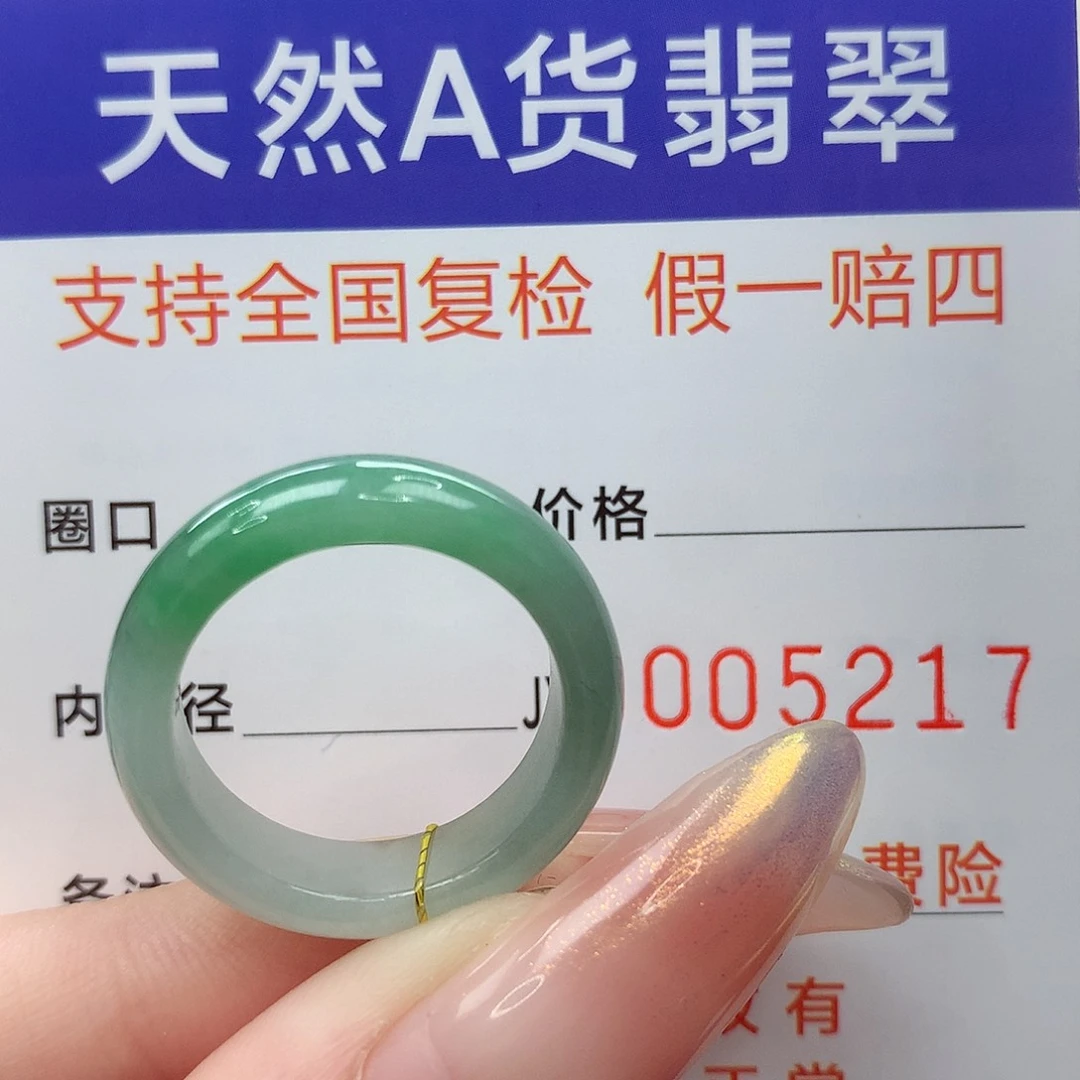 天然A货翡翠
支持全国复检 假一赔四
圈口 价格
内径 005217
费险
有